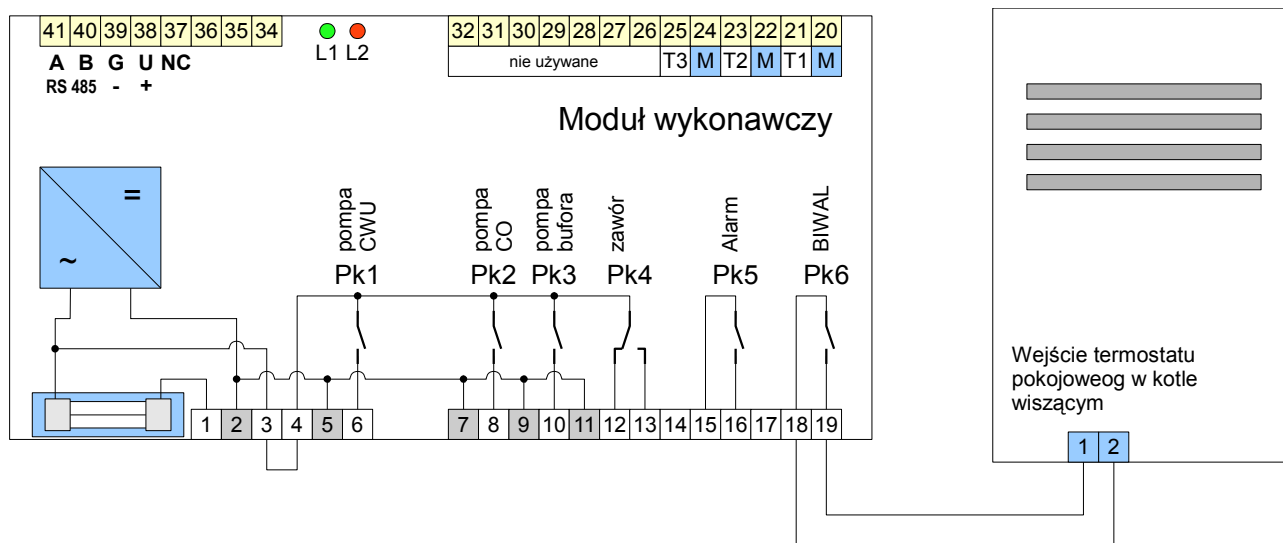 41 40 39 38 37 36 35 34
L1 L2
32 31 30 29 28 27 26 25 24 23 22 21 20
A B G U NC
RS 485 - +
nie używane T3 M T2 M T1 M
Moduł wykonawczy
=
~
pompa CWU
pompa CO
pompa bufora
zawór
Alarm
BIWAL
Pk1 Pk2 Pk3 Pk4 Pk5 Pk6
1 2 3 4 5 6
7 8 9 10 11 12 13 14 15 16 17 18 19
Wejście termostatu
pokojoweog w kotle
wiszącym
1 2